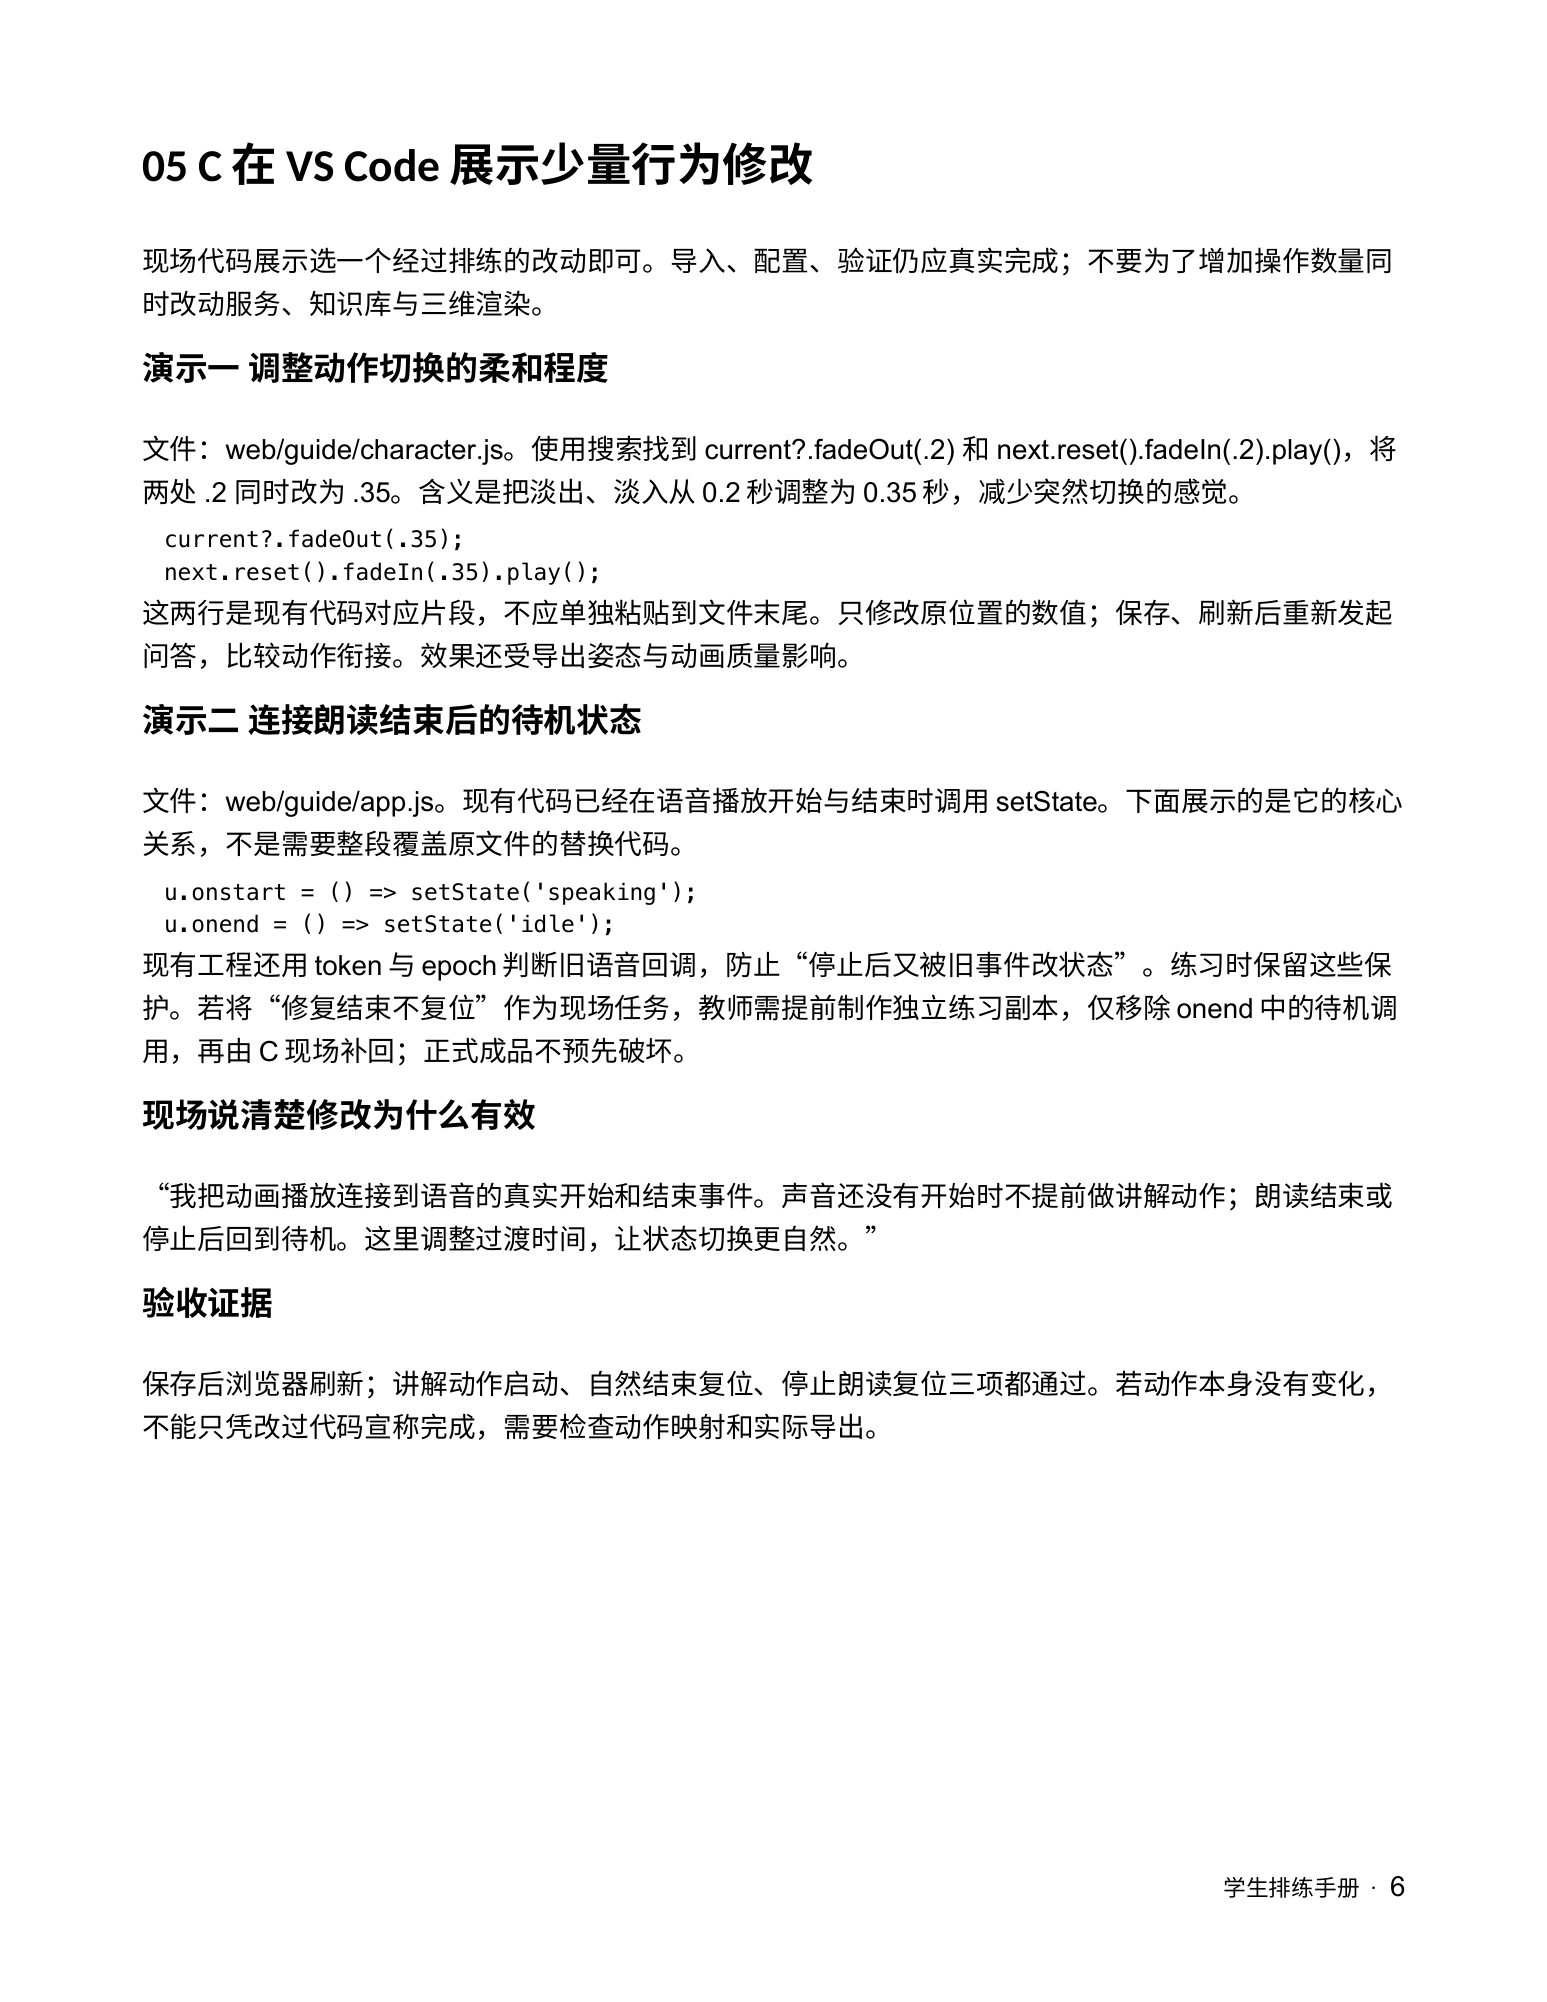 05 C 在 VS Code 展示少量行为修改
现场代码展示选一个经过排练的改动即可。导入、配置、验证仍应真实完成；不要为了增加操作数量同
时改动服务、知识库与三维渲染。
演示一 调整动作切换的柔和程度
文件：web/guide/character.js。使用搜索找到 current?.fadeOut(.2) 和 next.reset().fadeIn(.2).play()，将
两处 .2 同时改为 .35。含义是把淡出、淡入从 0.2 秒调整为 0.35 秒，减少突然切换的感觉。
current?.fadeOut(.35);
next.reset().fadeIn(.35).play();
这两行是现有代码对应片段，不应单独粘贴到文件末尾。只修改原位置的数值；保存、刷新后重新发起
问答，比较动作衔接。效果还受导出姿态与动画质量影响。
演示二 连接朗读结束后的待机状态
文件：web/guide/app.js。现有代码已经在语音播放开始与结束时调用 setState。下面展示的是它的核心
关系，不是需要整段覆盖原文件的替换代码。
u.onstart = () => setState('speaking');
u.onend = () => setState('idle');
现有工程还用 token 与 epoch 判断旧语音回调，防止“停止后又被旧事件改状态”。练习时保留这些保
护。若将“修复结束不复位”作为现场任务，教师需提前制作独立练习副本，仅移除 onend 中的待机调
用，再由 C 现场补回；正式成品不预先破坏。
现场说清楚修改为什么有效
“我把动画播放连接到语音的真实开始和结束事件。声音还没有开始时不提前做讲解动作；朗读结束或
停止后回到待机。这里调整过渡时间，让状态切换更自然。”
验收证据
保存后浏览器刷新；讲解动作启动、自然结束复位、停止朗读复位三项都通过。若动作本身没有变化，
不能只凭改过代码宣称完成，需要检查动作映射和实际导出。
学生排练手册 · 6